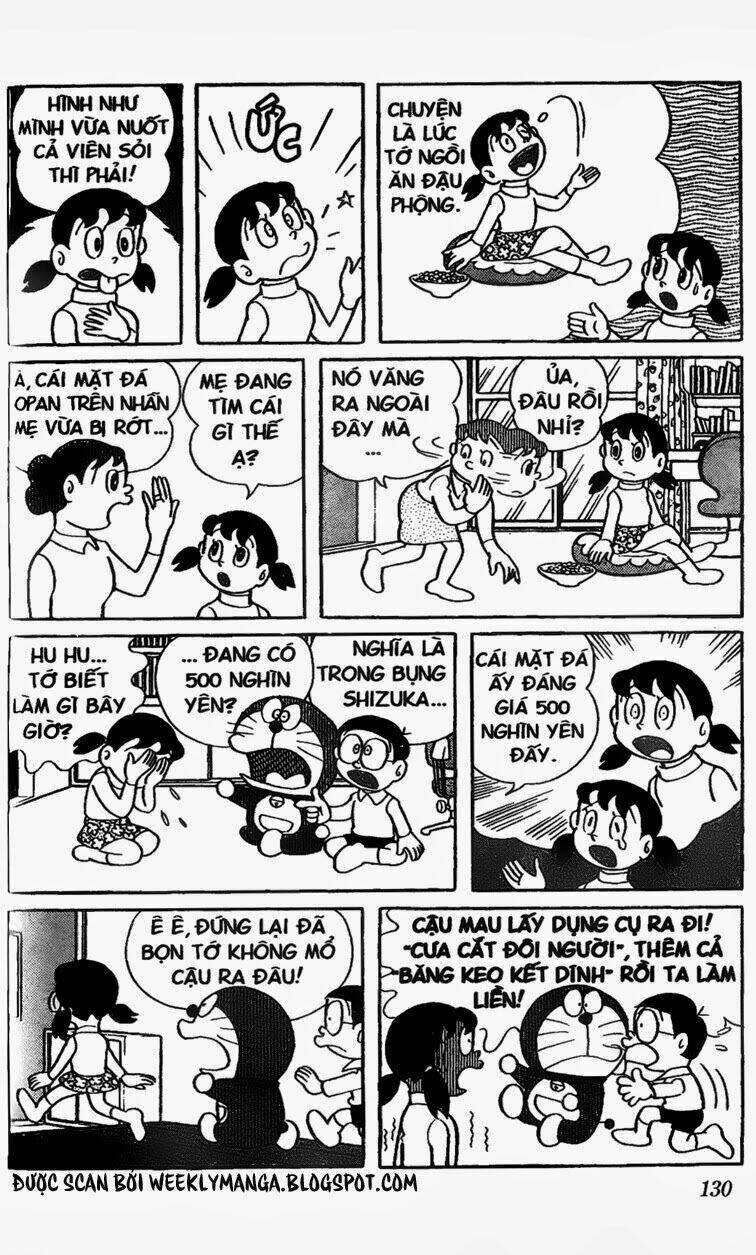 CHUYỆN
LÀ LÚC
TỚ NGỒI
ĂN ĐẬU
PHỘNG.
ỨC
HÌNH NHƯ
MÌNH VỪA NUỐT
CẢ VIÊN SỎI
THÌ PHẢI!
ỦA,
ĐÂU RỒI
NHỈ?
NÓ VĂNG
RA NGOÀI
ĐÂY MÀ
...
MẸ ĐANG
TÌM CÁI
GÌ THẾ
Ạ?
À, CÁI MẶT ĐÁ
OPAN TRÊN NHẪN
MẸ VỪA BỊ RỚT...
CÁI MẶT ĐÁ
ẤY ĐÁNG
GIÁ 500
NGHÌN YÊN
ĐẤY.
NGHĨA LÀ
TRONG BỤNG
SHIZUKA...
... ĐANG CÓ
500 NGHÌN
YÊN?
HU HU...
TỚ BIẾT
LÀM GÌ BÂY
GIỜ?
CẬU MAU LẤY DỤNG CỤ RA ĐI!
"CƯA CẮT ĐÔI NGƯỜI", THÊM CẢ
"BĂNG KEO KẾT DÍNH" RỒI TA LÀM
LIỀN!
Ê Ê, ĐỨNG LẠI ĐÃ
BỌN TỚ KHÔNG MỔ
CẬU RA ĐÂU!
ĐƯỢC SCAN BỞI WEEKLYMANGA.BLOGSPOT.COM
130